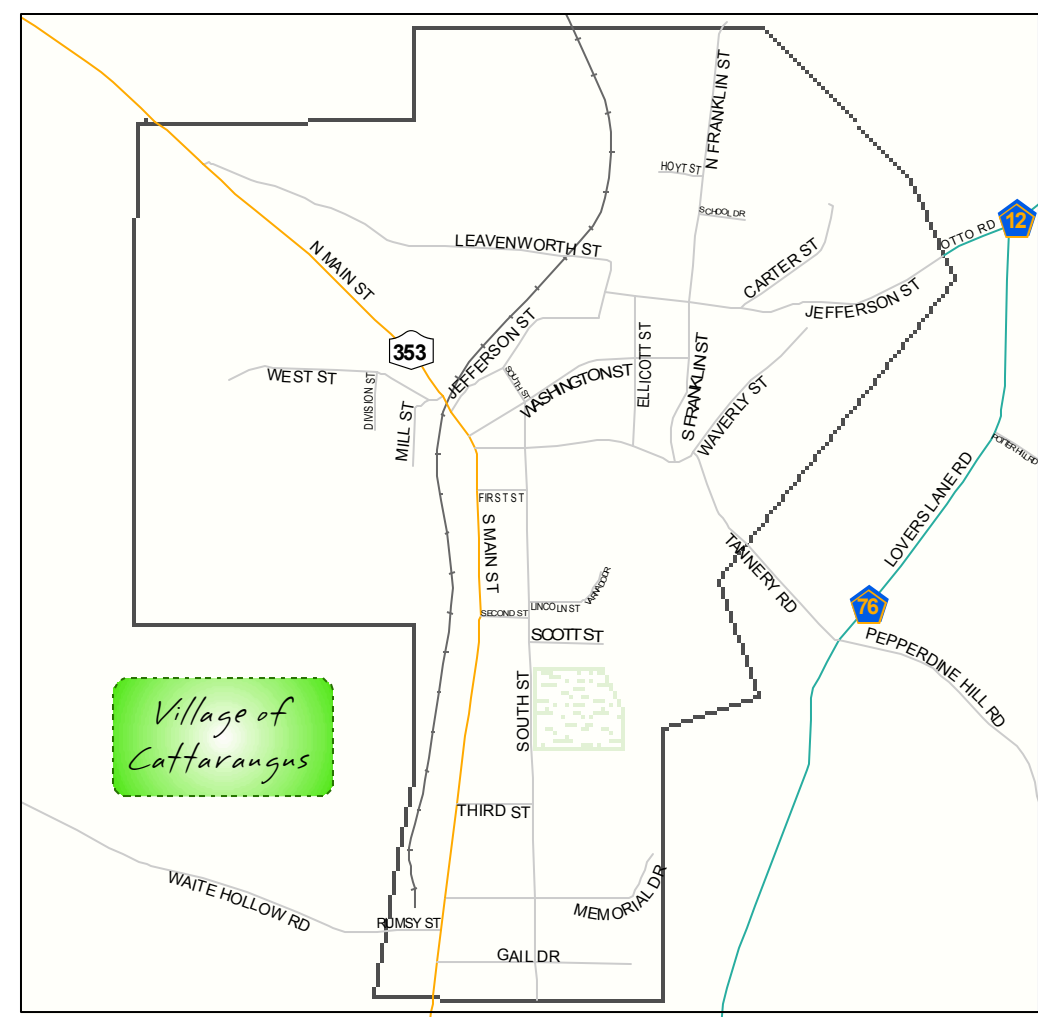 N FRANKLIN ST
HOYT ST
SCHOOL DR
12
OTTO RD
LEAVENWORTH ST
CARTER ST
N MAIN ST
JEFFERSON ST
JEFFERSON ST
353
ELLICOTT ST
S FRANKLIN ST
WEST ST
DIVISION ST
SOUTH ST
WASHINGTON ST
MILL ST
WAVERLY ST
LOVERS LANE RD
FIRST ST
S MAIN ST
TANNERY RD
LINCOLN ST
SECOND ST
76
SCOTT ST
PEPPERDINE HILL RD
SOUTH ST
Village of
Cattarangus
THIRD ST
WAITE HOLLOW RD
MEMORIAL DR
RUMSY ST
GAIL DR